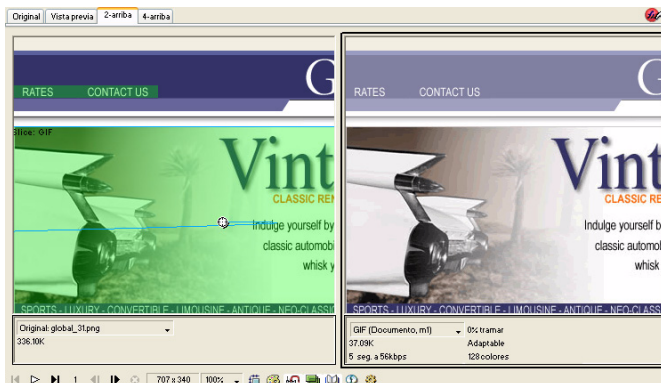 Original Vista previa 2-arriba 4-arriba
RATES CONTACT US G
Slice: GIF
Vint
CLASSIC REN
Indulge yourself by
classic automobi
whisk y
SPORTS - LUXURY - CONVERTIBLE - LIMOUSINE - ANTIQUE - NEO-CLASSIC
Original: global_31.png
336.10K
RATES CONTACT US G
Vint
CLASSIC REN
Indulge yourself b
classic automol
whisk
SPORTS - LUXURY - CONVERTIBLE - LIMOUSINE - ANTIQUE - NEO-CLASS
GIF (Documento, m1) 0% tramar
37.09K Adaptable
5 seg. a 56kbps 128 colores
1 707 x 340 100%